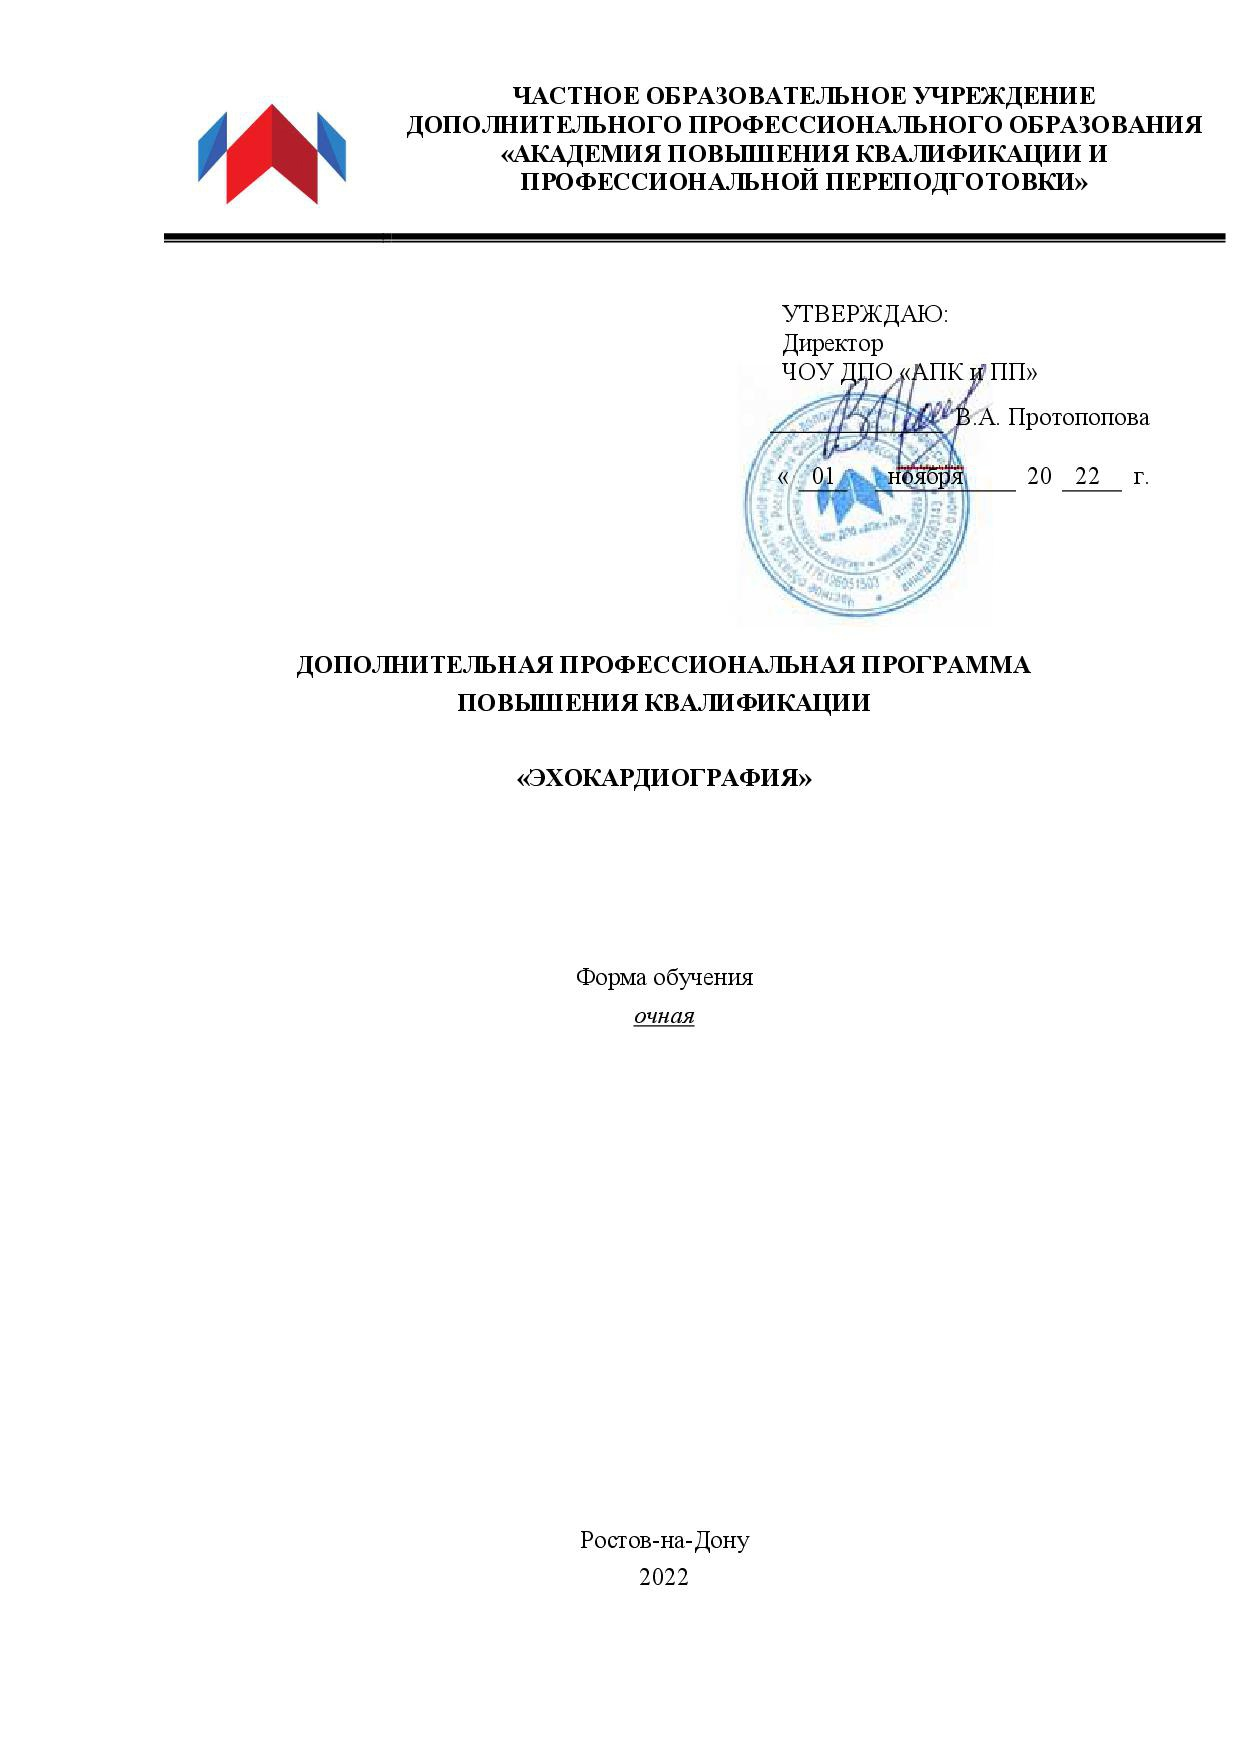 ЧАСТНОЕ ОБРАЗОВАТЕЛЬНОЕ УЧРЕЖДЕНИЕ
ДОПОЛНИТЕЛЬНОГО ПРОФЕССИОНАЛЬНОГО ОБРАЗОВАНИЯ
«АКАДЕМИЯ ПОВЫШЕНИЯ КВАЛИФИКАЦИИ И
ПРОФЕССИОНАЛЬНОЙ ПЕРЕПОДГОТОВКИ»
УТВЕРЖДАЮ:
Директор
ЧОУ ДПО «АПК и ПП»
В.А. Протопопова
« 01 ноября 20 22 г.
ДОПОЛНИТЕЛЬНАЯ ПРОФЕССИОНАЛЬНАЯ ПРОГРАММА
ПОВЫШЕНИЯ КВАЛИФИКАЦИИ
«ЭХОКАРДИОГРАФИЯ»
Форма обучения
очная
Ростов-на-Дону
2022